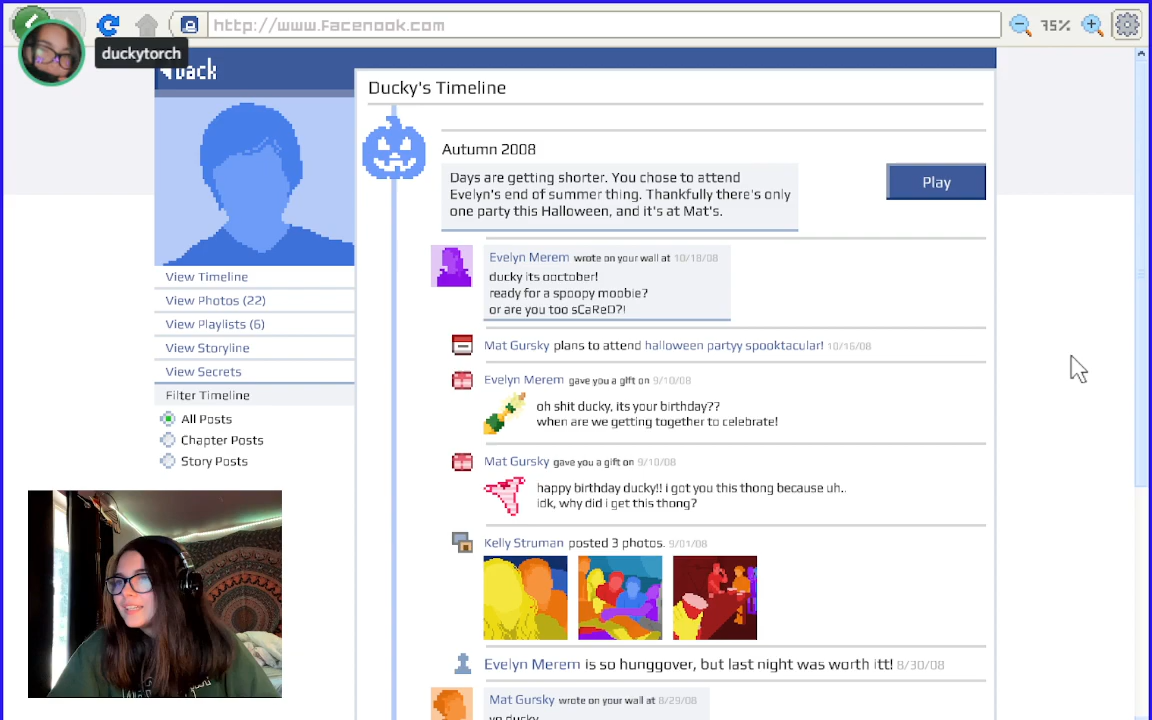 http://www.Facenook.com
75%
duckytorch
back
Ducky's Timeline
Autumn 2008
Days are getting shorter. You chose to attend
Evelyn's end of summer thing. Thankfully there's only
one party this Halloween, and it's at Mat's.
Play
View Timeline
View Photos (22)
View Playlists (6)
View Storyline
View Secrets
Filter Timeline
All Posts
Chapter Posts
Story Posts
Evelyn Merem wrote on your wall at 10/18/08
ducky its ooctober!
ready for a spoopy moobie?
or are you too sCaReD?!
Mat Gursky plans to attend halloween partyy spooktacular! 10/16/08
Evelyn Merem gave you a gift on 9/10/08
oh shit ducky, its your birthday??
when are we getting together to celebrate!
Mat Gursky gave you a gift on 9/10/08
happy birthday ducky!! i got you this thong because uh..
idk, why did i get this thong?
Kelly Struman posted 3 photos. 9/01/08
Evelyn Merem is so hunggover, but last night was worth itt! 8/30/08
Mat Gursky wrote on your wall at 8/29/08
yo ducky